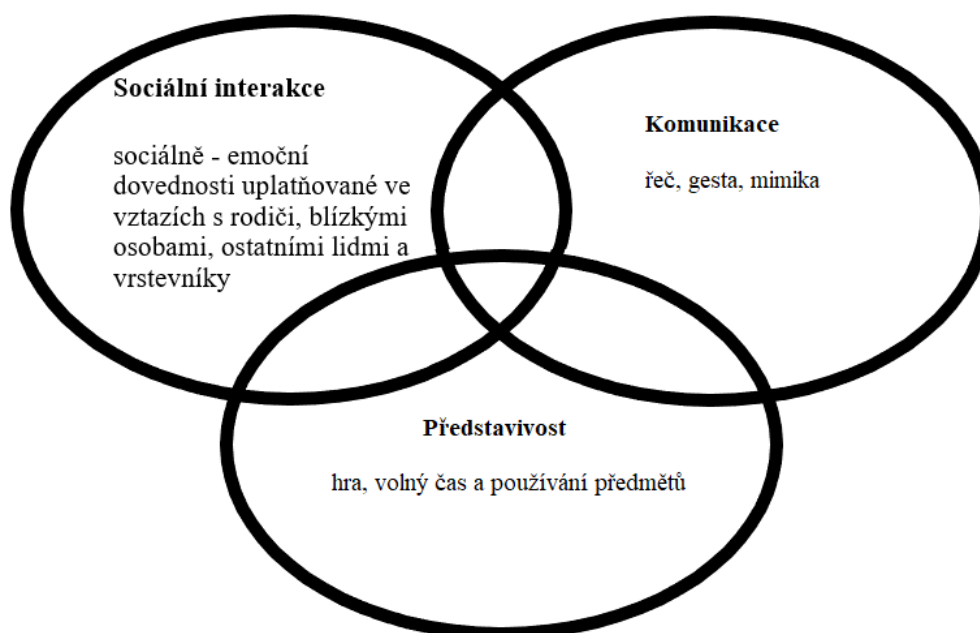 Sociální interakce
sociálně - emoční
dovednosti uplatňované ve
vztazích s rodiči, blízkými
osobami, ostatními lidmi a
vrstevníky
Komunikace
řeč, gesta, mimika
Představivost
hra, volný čas a používání předmětů